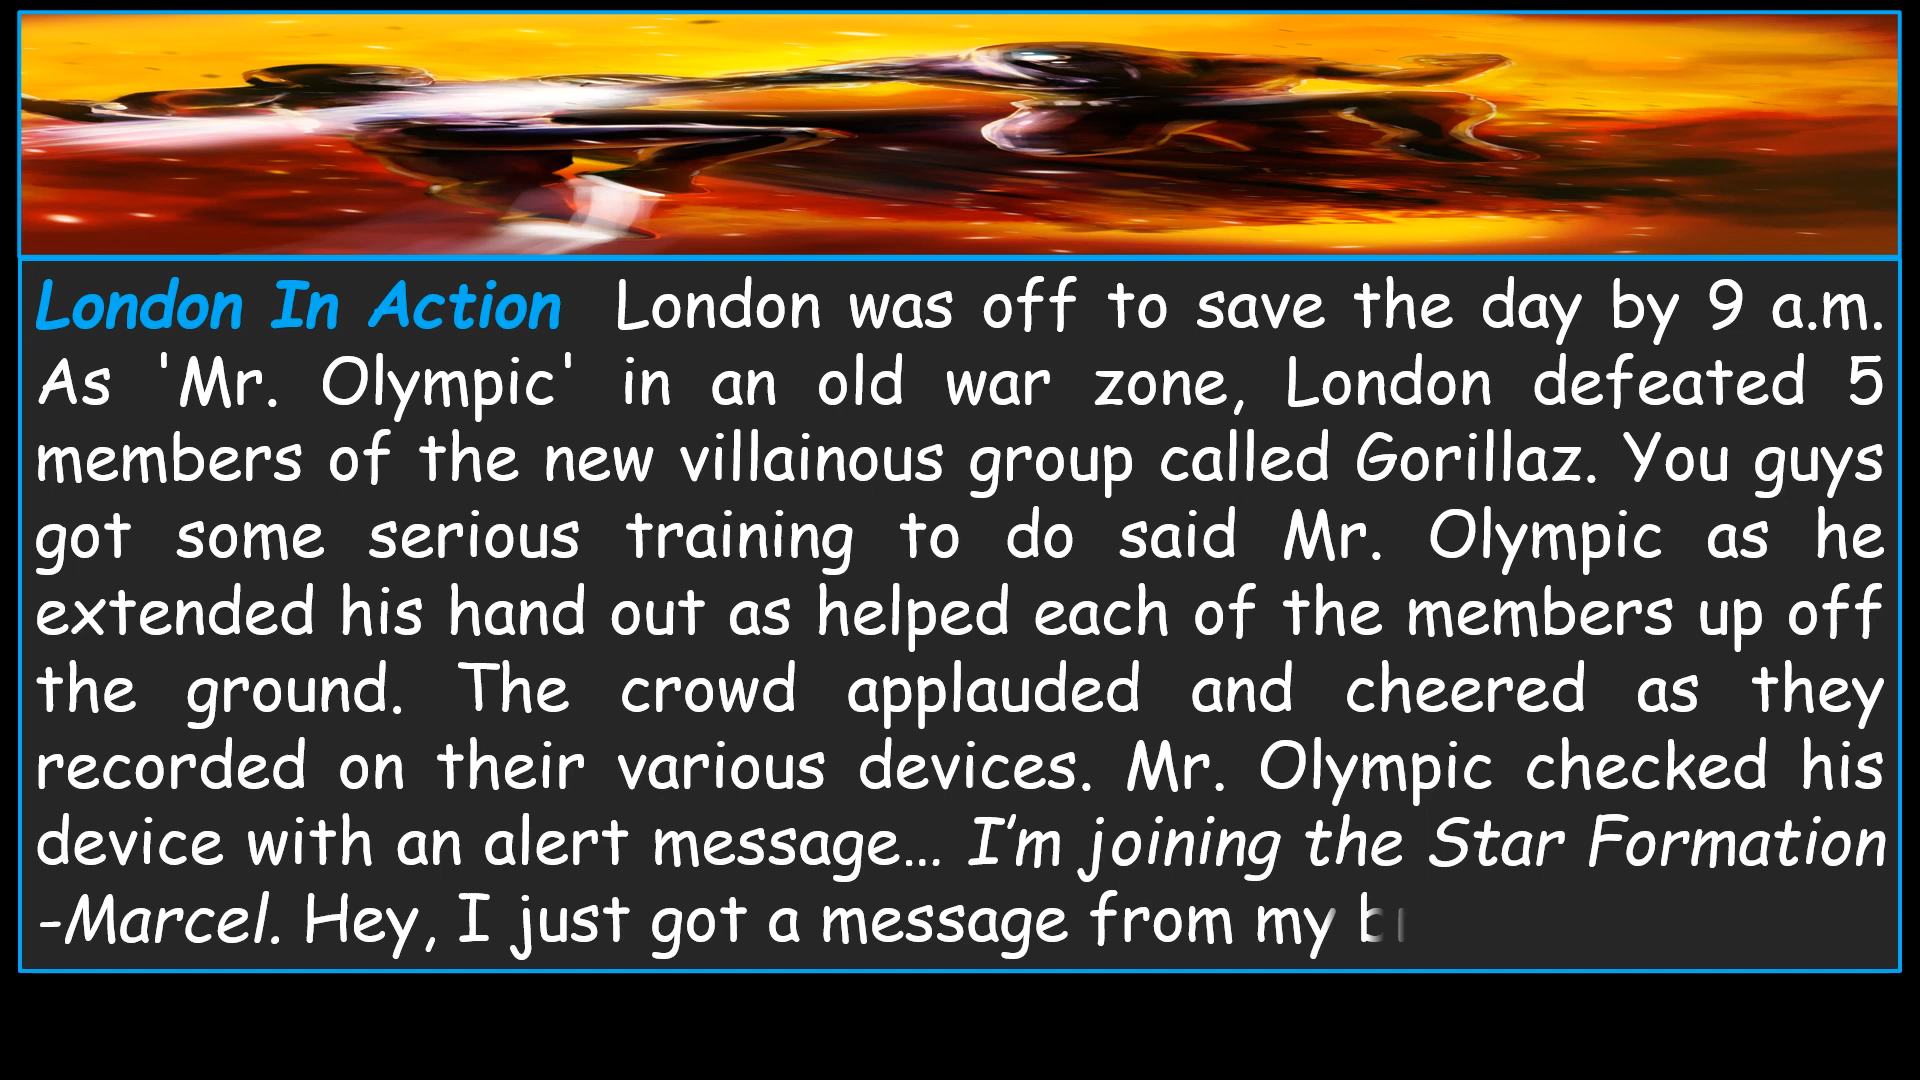 London In Action London was off to save the day by 9 a.m.
As 'Mr. Olympic' in an old war zone, London defeated 5
members of the new villainous group called Gorillaz. You guys
got some serious training to do said Mr. Olympic as he
extended his hand out as helped each of the members up off
the ground. The crowd applauded and cheered as they
recorded on their various devices. Mr. Olympic checked his
device with an alert message... I’m joining the Star Formation
-Marcel. Hey, I just got a message from my